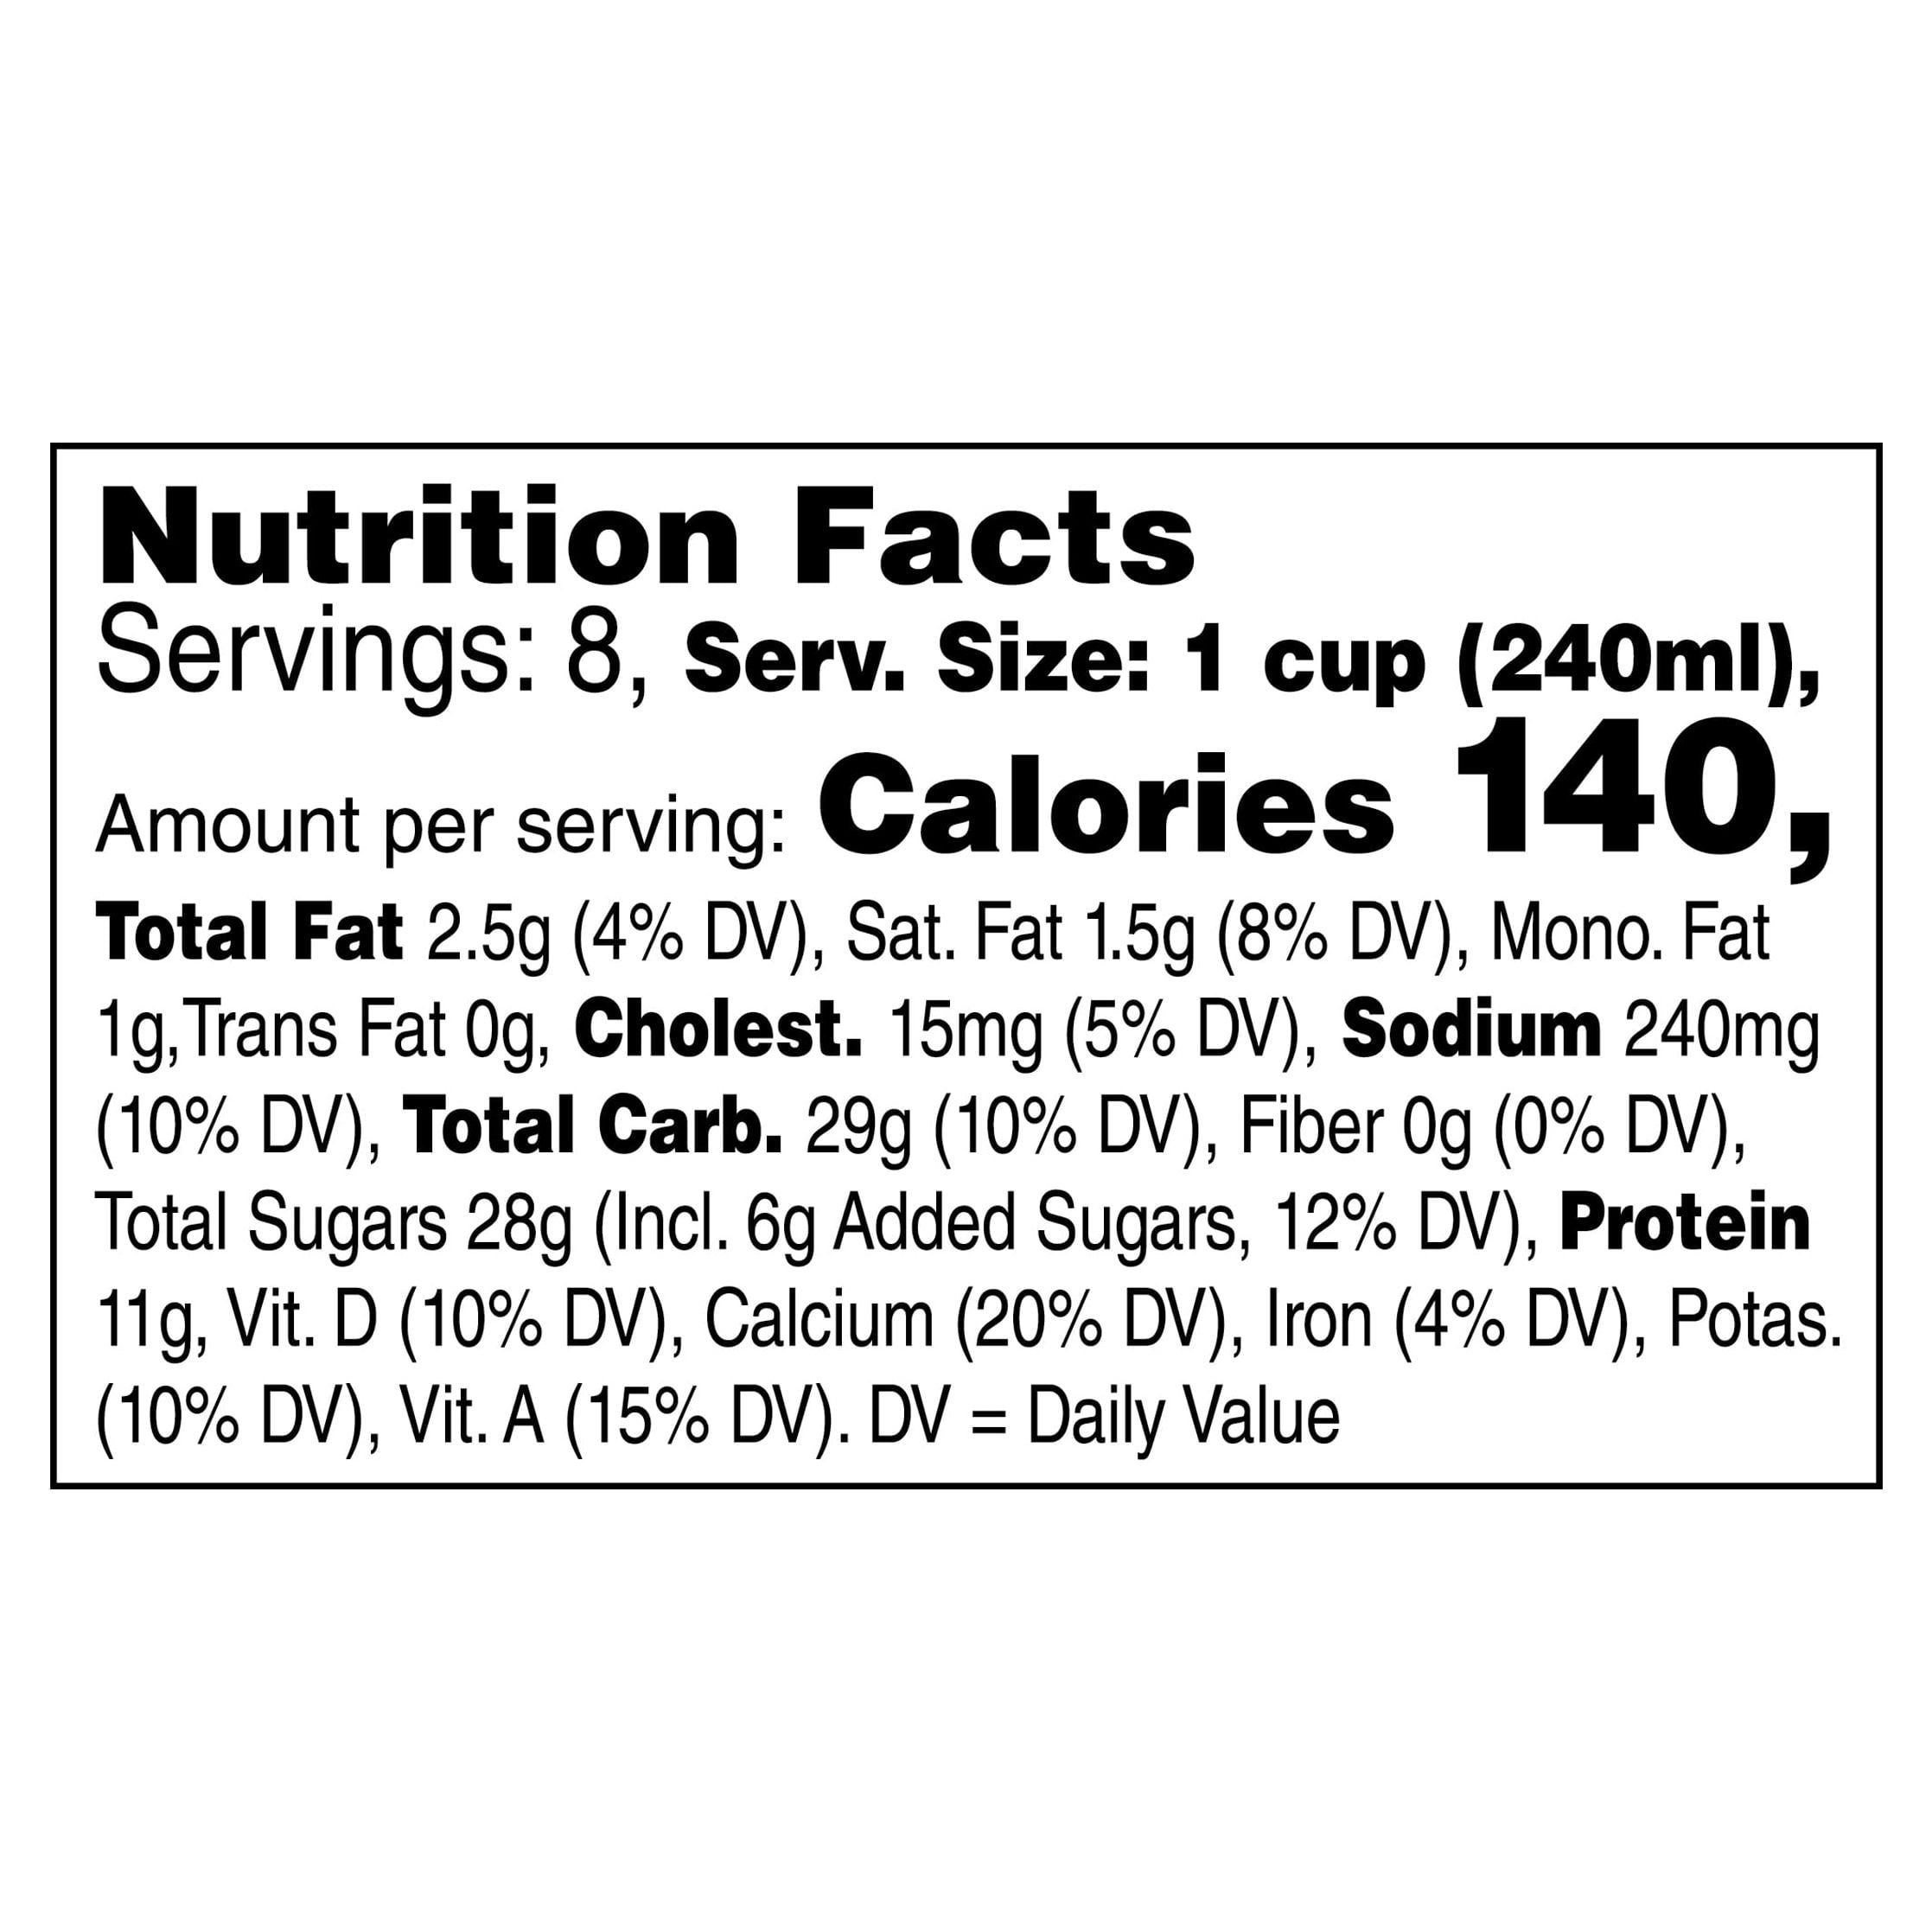 Nutrition Facts
Servings: 8, Serv. Size: 1 cup (240ml),
Amount per serving: Calories 140,
Total Fat 2.5g (4% DV), Sat. Fat 1.5g (8% DV), Mono. Fat
1g,Trans Fat 0g, Cholest. 15mg (5% DV), Sodium 240mg
(10% DV), Total Carb. 29g (10% DV), Fiber 0g (0% DV),
Total Sugars 28g (Incl. 6g Added Sugars, 12% DV), Protein
11g, Vit. D (10% DV), Calcium (20% DV), Iron (4% DV), Potas.
(10% DV), Vit. A (15% DV). DV = Daily Value